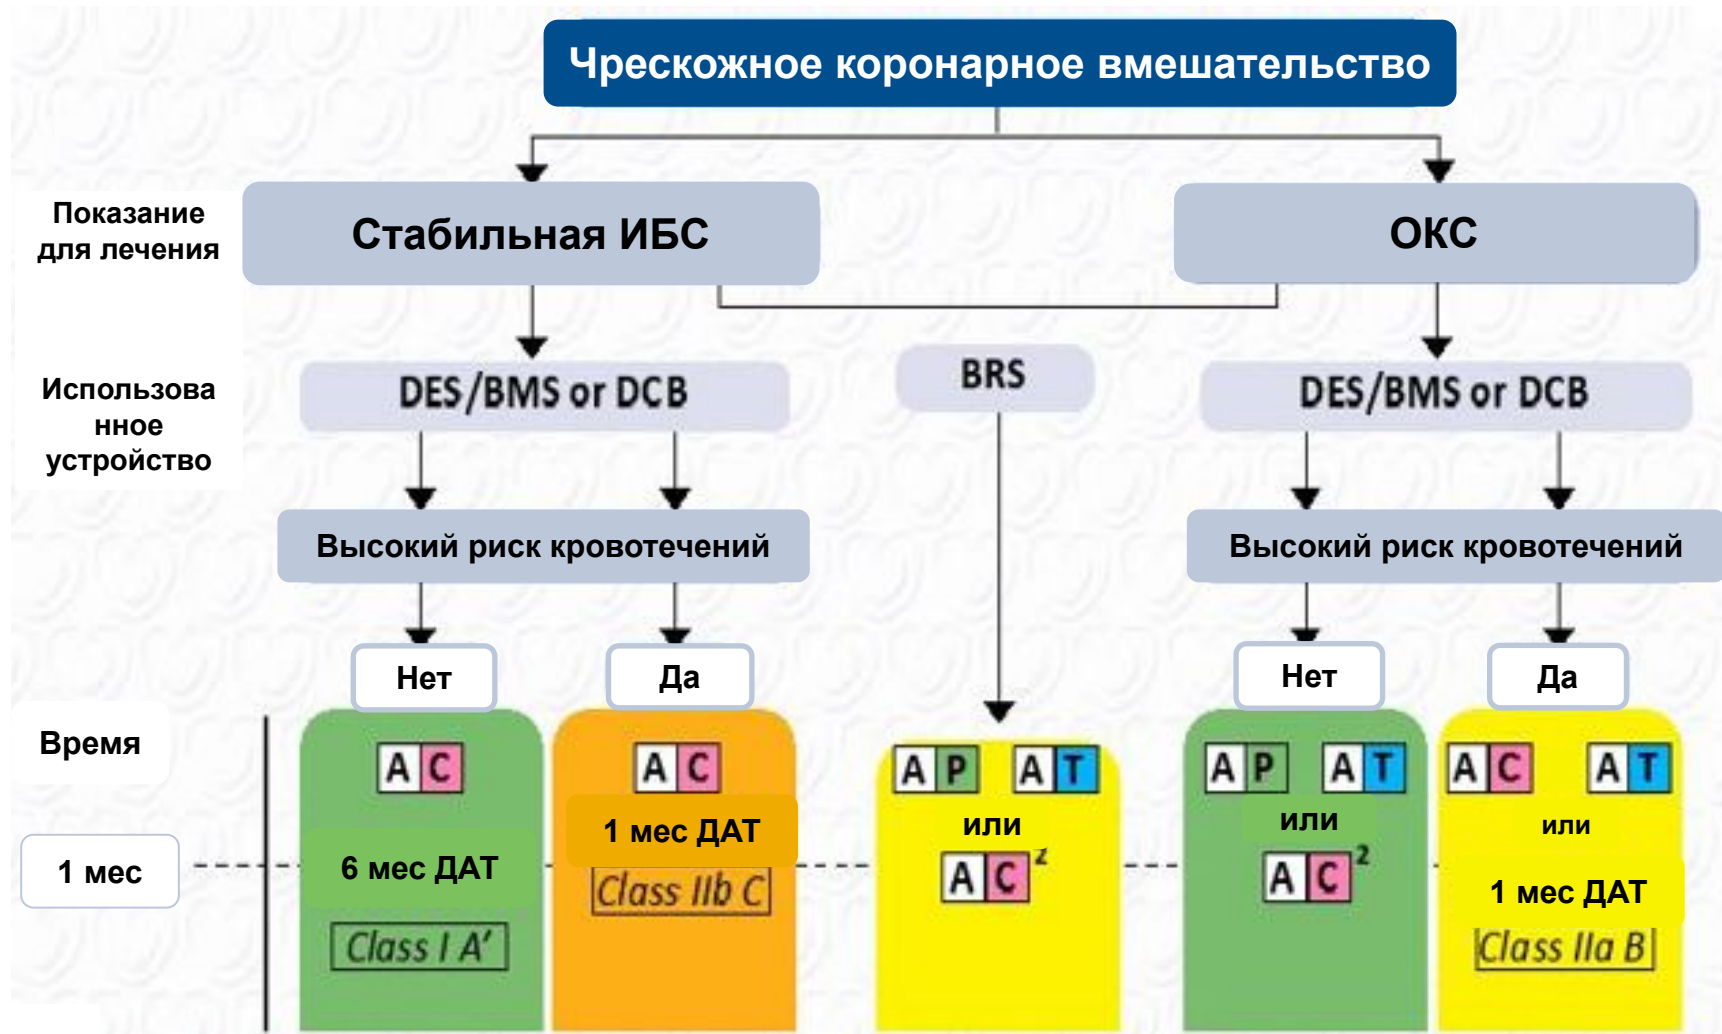 Чрескожное коронарное вмешательство
Показание
для лечения
Стабильная ИБС
ОКС
Использова
нное
устройство
DES/BMS or DCB
BRS
DES/BMS or DCB
Высокий риск кровотечений
Высокий риск кровотечений
Нет
Да
Нет
Да
Время
A C
A C
A P A T
A P A T
A C A T
1 мес ДАТ
или
или
или
1 мес
6 мес ДАТ
Class IIb C
A C 2
A C 2
1 мес ДАТ
Class I A'
Class IIa B